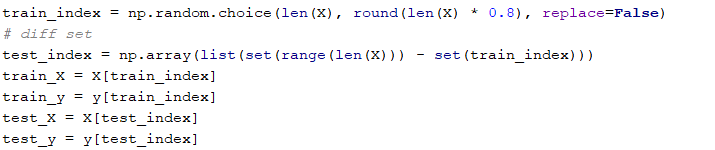 train_index = np.random.choice(len(X), round(len(X) * 0.8), replace=False)
# diff set
test_index = np.array(list(set(range(len(X))) - set(train_index)))
train_X = X[train_index]
train_y = y[train_index]
test_X = X[test_index]
test_y = y[test_index]